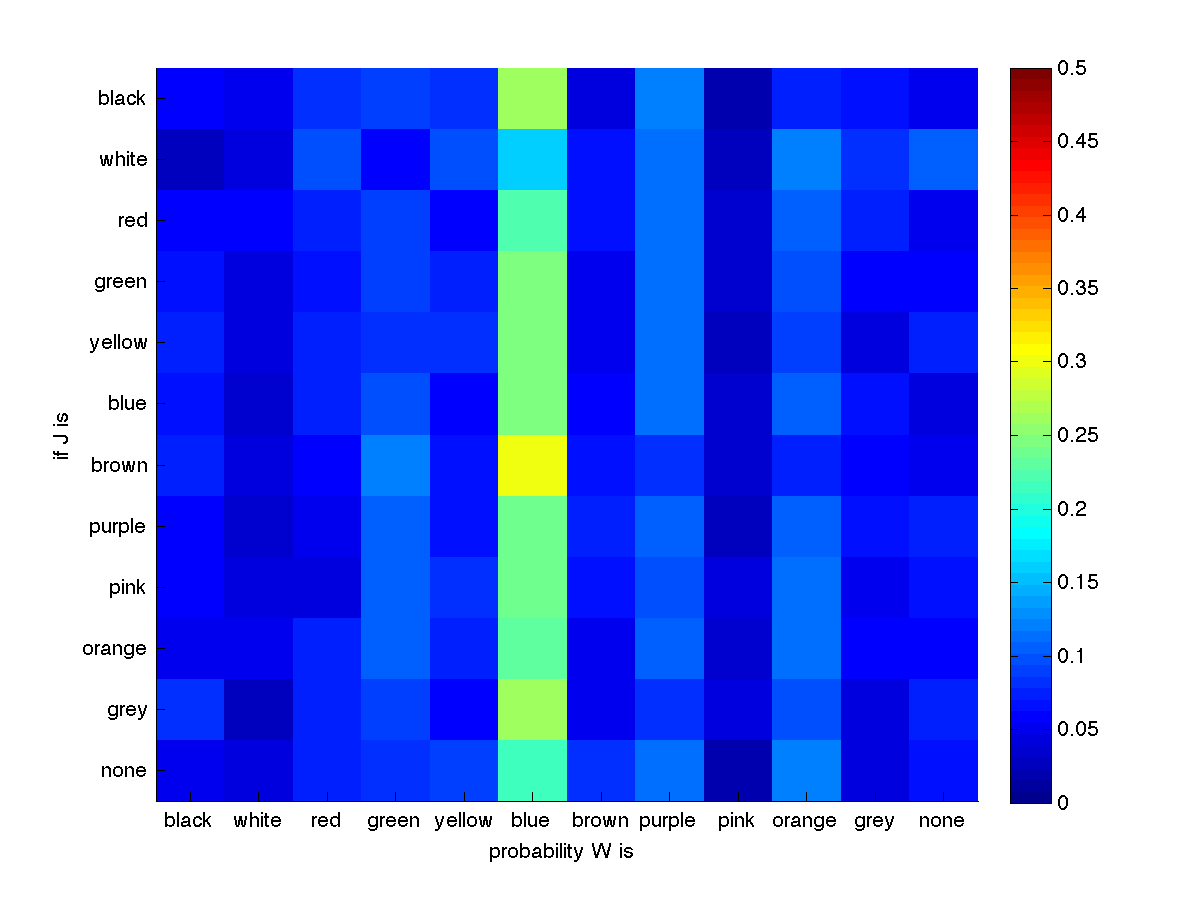 black
white
red
green
yellow
blue
brown
purple
pink
orange
grey
none
if J is
black white red green yellow blue brown purple pink orange grey none
probability W is
0.5
0.45
0.4
0.35
0.3
0.25
0.2
0.15
0.1
0.05
0